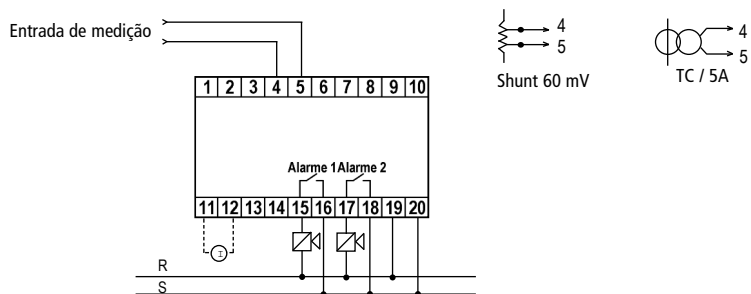 Entrada de medição
4
5
Shunt 60 mV
4
5
TC / 5A
1 2 3 4 5 6 7 8 9 10
Alarme 1 Alarme 2
11 12 13 14 15 16 17 18 19 20
I
R
S